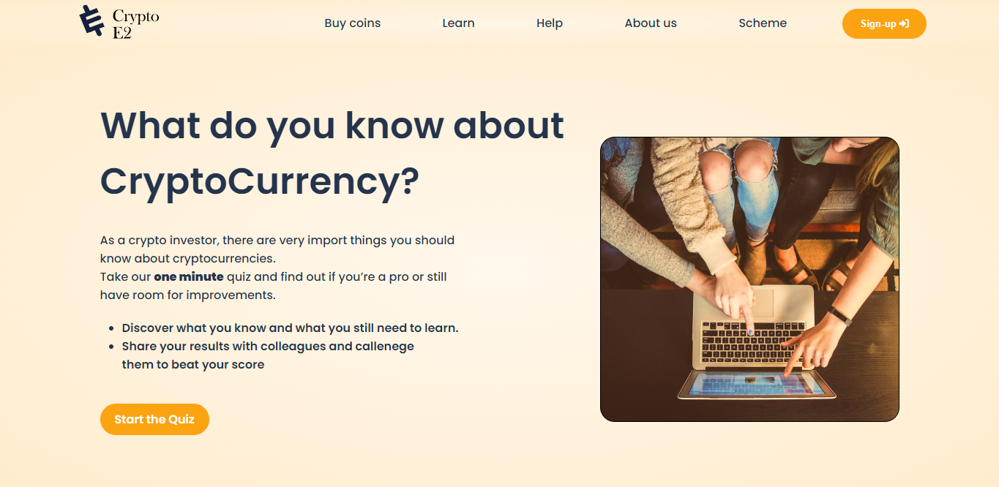 Crypto
E2
Buy coins
Learn
Help
About us
Scheme
Sign-up
What do you know about
CryptoCurrency?
As a crypto investor, there are very import things you should
know about cryptocurrencies.
Take our one minute quiz and find out if you’re a pro or still
have room for improvements.
Discover what you know and what you still need to learn.
Share your results with colleagues and callenege
them to beat your score
Start the Quiz